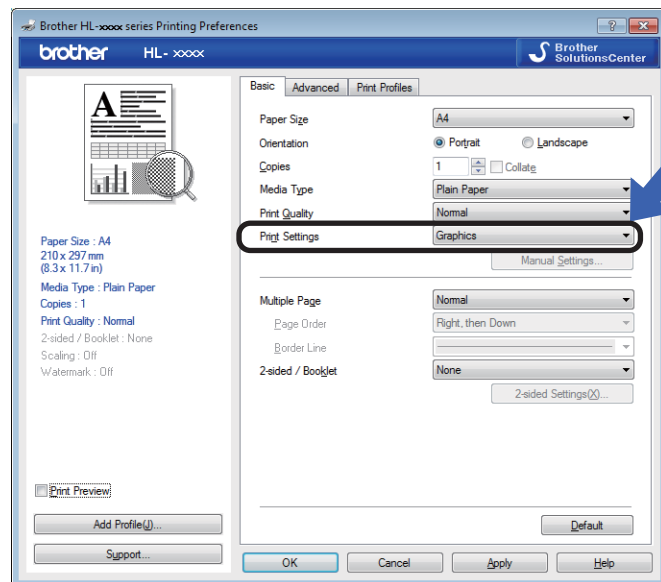 Brother HL-xxxx series Printing Preferences
brother HL- xxxx
Brother
SolutionsCenter
A
Paper Size : A4
210 x 297 mm
(8.3 x 11.7 in)
Media Type : Plain Paper
Copies : 1
Print Quality : Normal
2-sided / Booklet : None
Scaling : Off
Watermark : Off
Print Preview
Add Profile(J)...
Support...
Basic Advanced Print Profiles
Paper Size A4
Orientation Portrait Landscape
Copies 1 Collate
Media Type Plain Paper
Print Quality Normal
Print Settings Graphics
Manual Settings...
Multiple Page Normal
Page Order Right, then Down
Border Line
2-sided / Booklet None
2-sided Settings(X)...
Default
OK Cancel Apply Help